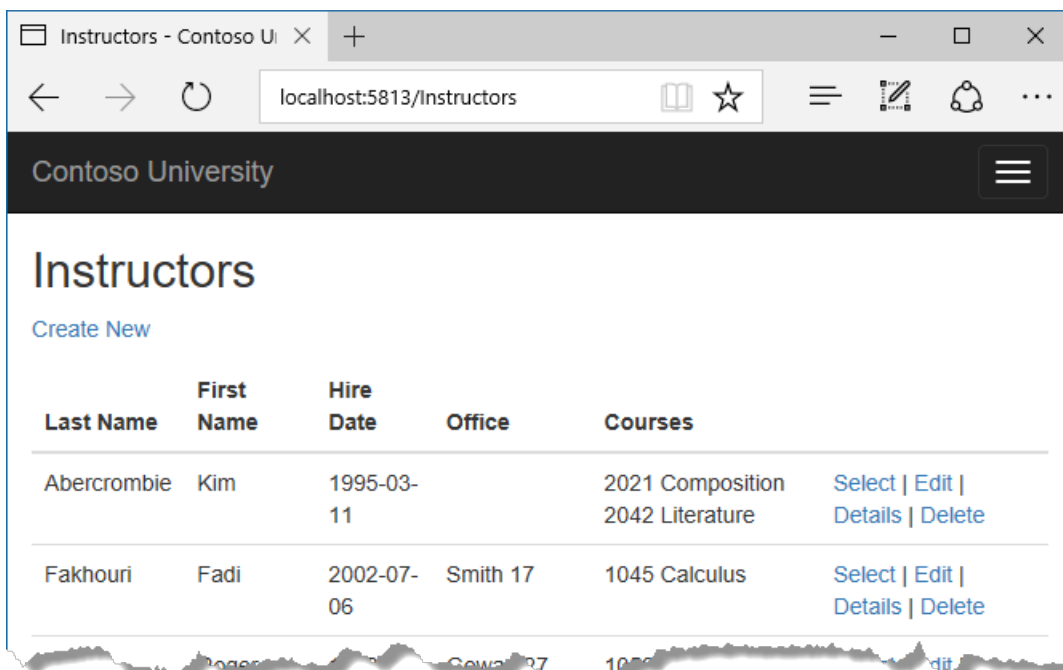 Instructors - Contoso U
localhost:5813/Instructors
Contoso University
Instructors
Create New
First Hire
Last Name Name Date Office Courses
Abercrombie Kim 1995-03- 2021 Composition Select | Edit |
11 2042 Literature Details | Delete
Fakhouri Fadi 2002-07- Smith 17 1045 Calculus Select | Edit |
06 Details | Delete